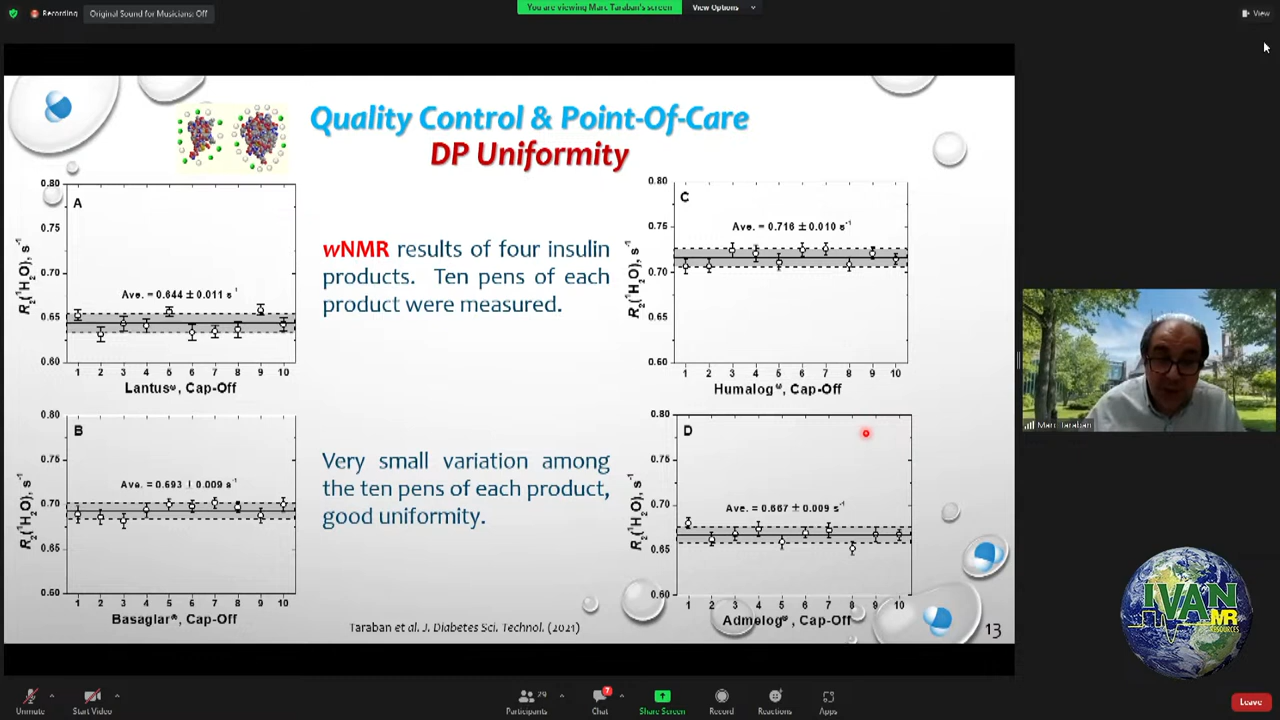 Recording
Original Sound for Musicians: Off
You are viewing Marc Taraban's screen
View Options
View
Quality Control & Point-Of-Care
DP Uniformity
A
0.80
0.75
0.70
0.65
0.60
R2(1H2O), s-1
Ave. = 0.644 ± 0.011 s-1
1 2 3 4 5 6 7 8 9 10
Lantus®, Cap-Off
wNMR results of four insulin
products. Ten pens of each
product were measured.
C
0.80
0.75
0.70
0.65
0.60
R2(1H2O), s-1
Ave. = 0.716 ± 0.010 s-1
1 2 3 4 5 6 7 8 9 10
Humalog®, Cap-Off
B
0.80
0.75
0.70
0.65
0.60
R2(1H2O), s-1
Ave. = 0.693 ± 0.009 s-1
1 2 3 4 5 6 7 8 9 10
Basaglar®, Cap-Off
Very small variation among
the ten pens of each product,
good uniformity.
D
0.80
0.75
0.70
0.65
0.60
R2(1H2O), s-1
Ave. = 0.667 ± 0.009 s-1
1 2 3 4 5 6 7 8 9 10
Admelog®, Cap-Off
Taraban et al. J. Diabetes Sci. Technol. (2021)
13
Marc Taraban
IVAN
MR
RESOURCES
Unmute
Start Video
29
Participants
7
Chat
Share Screen
Record
Reactions
Apps
Leave